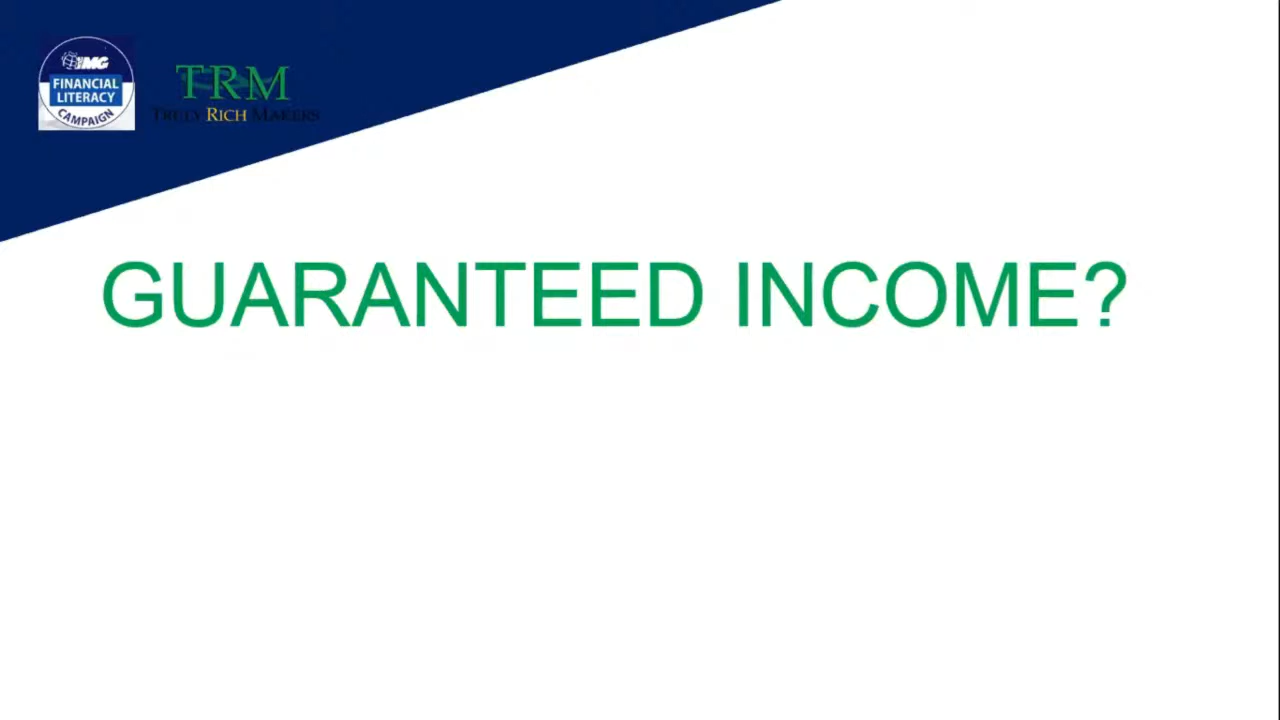 IMG
FINANCIAL
LITERACY
CAMPAIGN
TRM
TRULY RICH MAKERS
GUARANTEED INCOME?